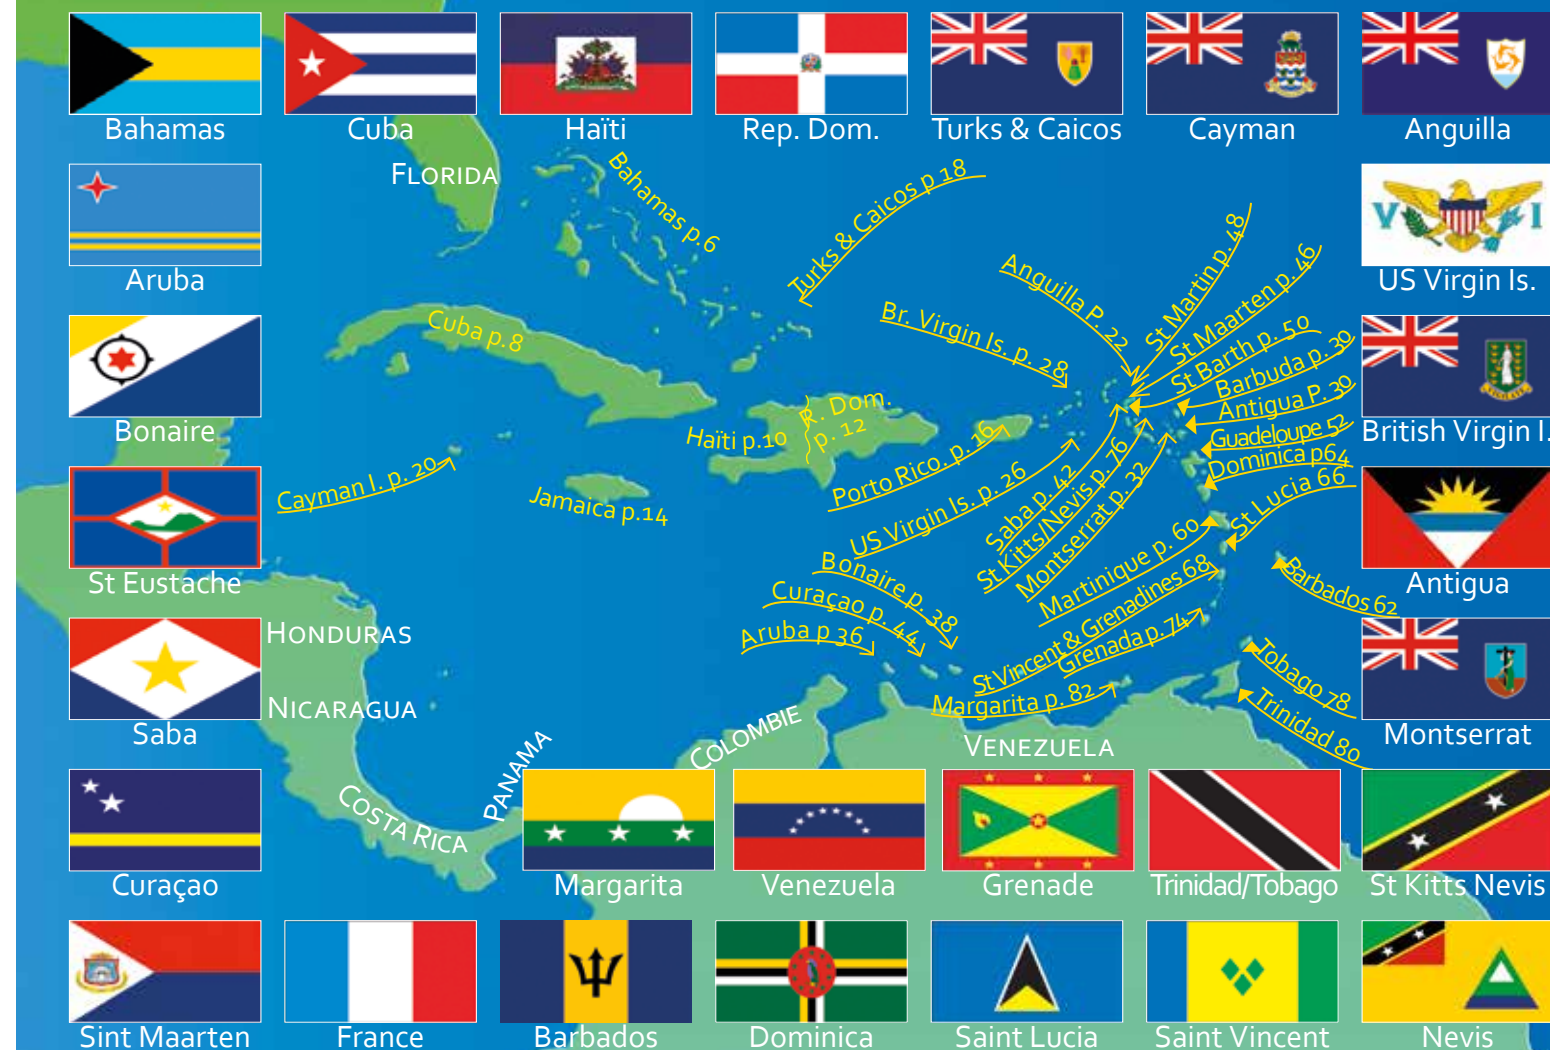 Bahamas
Cuba
Haïti
Rep. Dom.
Turks & Caicos
Cayman
Anguilla
FLORIDA
Bahamas p.6
Turks & Caicos p 18
St Martin p. 48
St Maarten p. 46
Anguilla P. 22
Aruba
US Virgin Is.
Br. Virgin Is. p. 28
St Barth p. 50
Barbuda p. 30
Antigua P. 30
Cuba p.8
V I
Bonaire
Haïti p.10
R. Dom.
p. 12
Porto Rico. p. 16
Guadeloupe 52
British Virgin I.
Dominica p64
Cayman I. p. 20
Jamaica p.14
US Virgin Is. p. 26
Saba p. 42
St Kitts/Nevis p. 76
Montserrat p. 32
St Lucia 66
St Eustache
Bonaire p. 38
Curaçao p. 44
Aruba p 36
Martinique p. 60
St Vincent & Grenadines 68
Grenada p. 74
Barbados 62
Antigua
HONDURAS
NICARAGUA
Saba
Margarita p. 82
Tobago 78
Trinidad 80
Montserrat
COSTA RICA
PANAMA
COLOMBIE
VENEZUELA
Curaçao
Margarita
Venezuela
Grenade
Trinidad/Tobago
St Kitts Nevis
Sint Maarten
France
Barbados
Dominica
Saint Lucia
Saint Vincent
Nevis